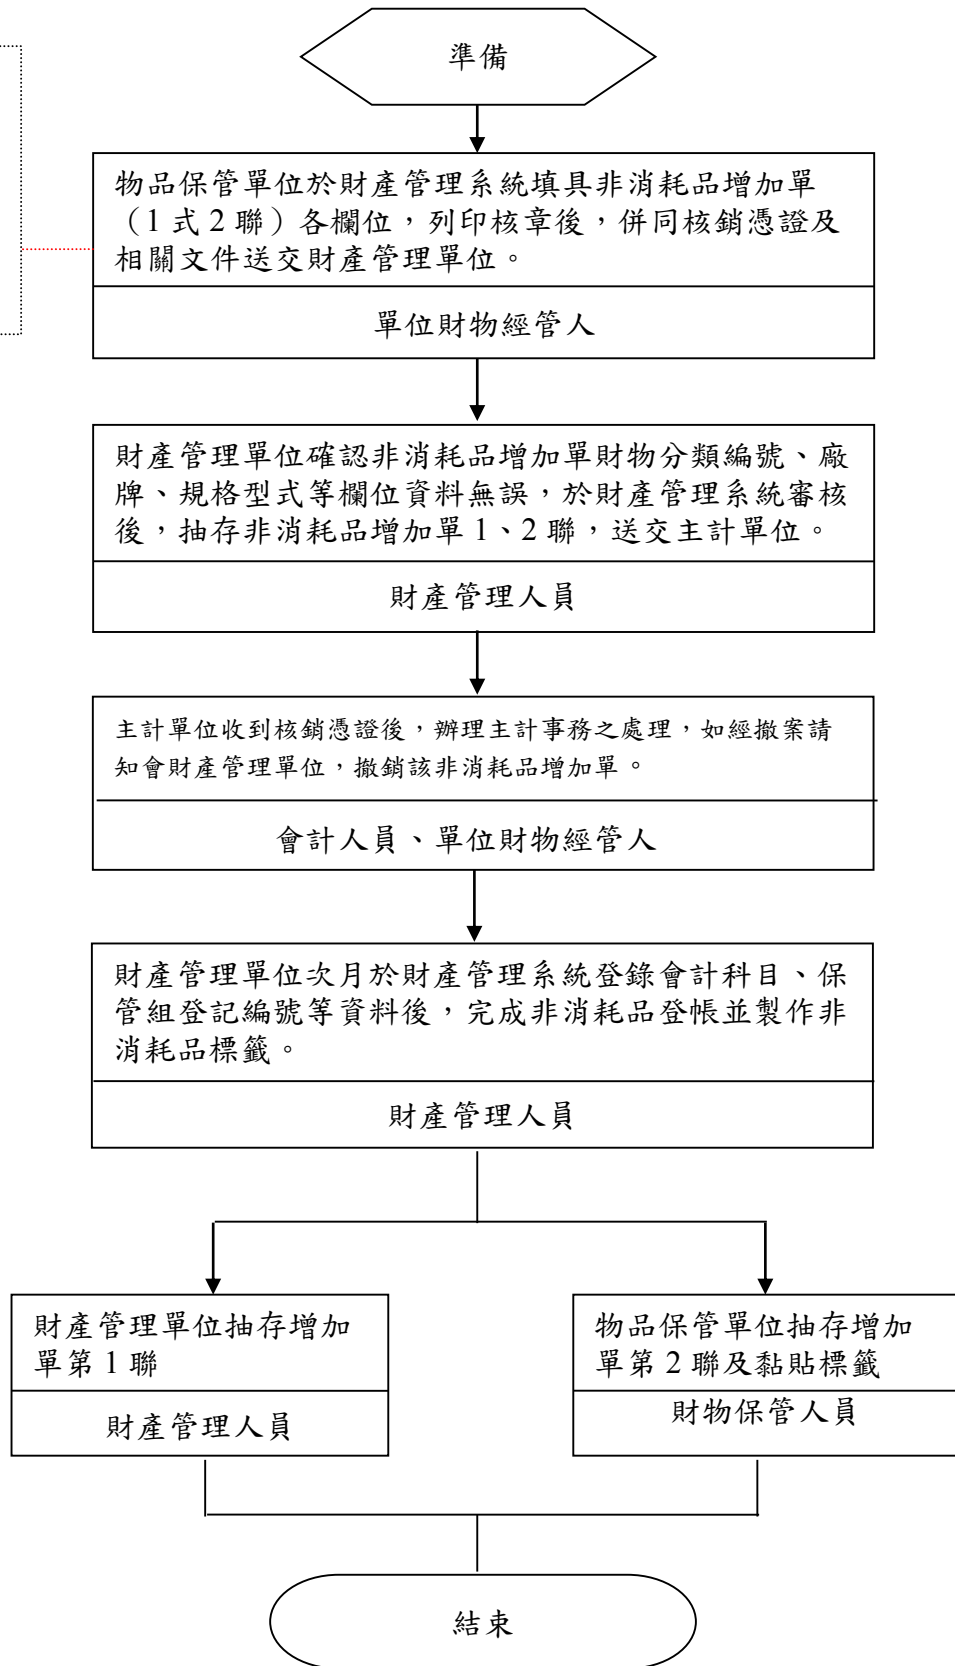 準備
物品保管單位於財產管理系統填具非消耗品增加單
（1 式 2 聯）各欄位，列印核章後，併同核銷憑證及
相關文件送交財產管理單位。
單位財物經管人
財產管理單位確認非消耗品增加單財物分類編號、廠
牌、規格型式等欄位資料無誤，於財產管理系統審核
後，抽存非消耗品增加單 1、2 聯，送交主計單位。
財產管理人員
主計單位收到核銷憑證後，辦理主計事務之處理，如經撤案請
知會財產管理單位，撤銷該非消耗品增加單。
會計人員、單位財物經管人
財產管理單位次月於財產管理系統登錄會計科目、保
管組登記編號等資料後，完成非消耗品登帳並製作非
消耗品標籤。
財產管理人員
財產管理單位抽存增加
單第 1 聯
財產管理人員
物品保管單位抽存增加
單第 2 聯及黏貼標籤
財物保管人員
結束